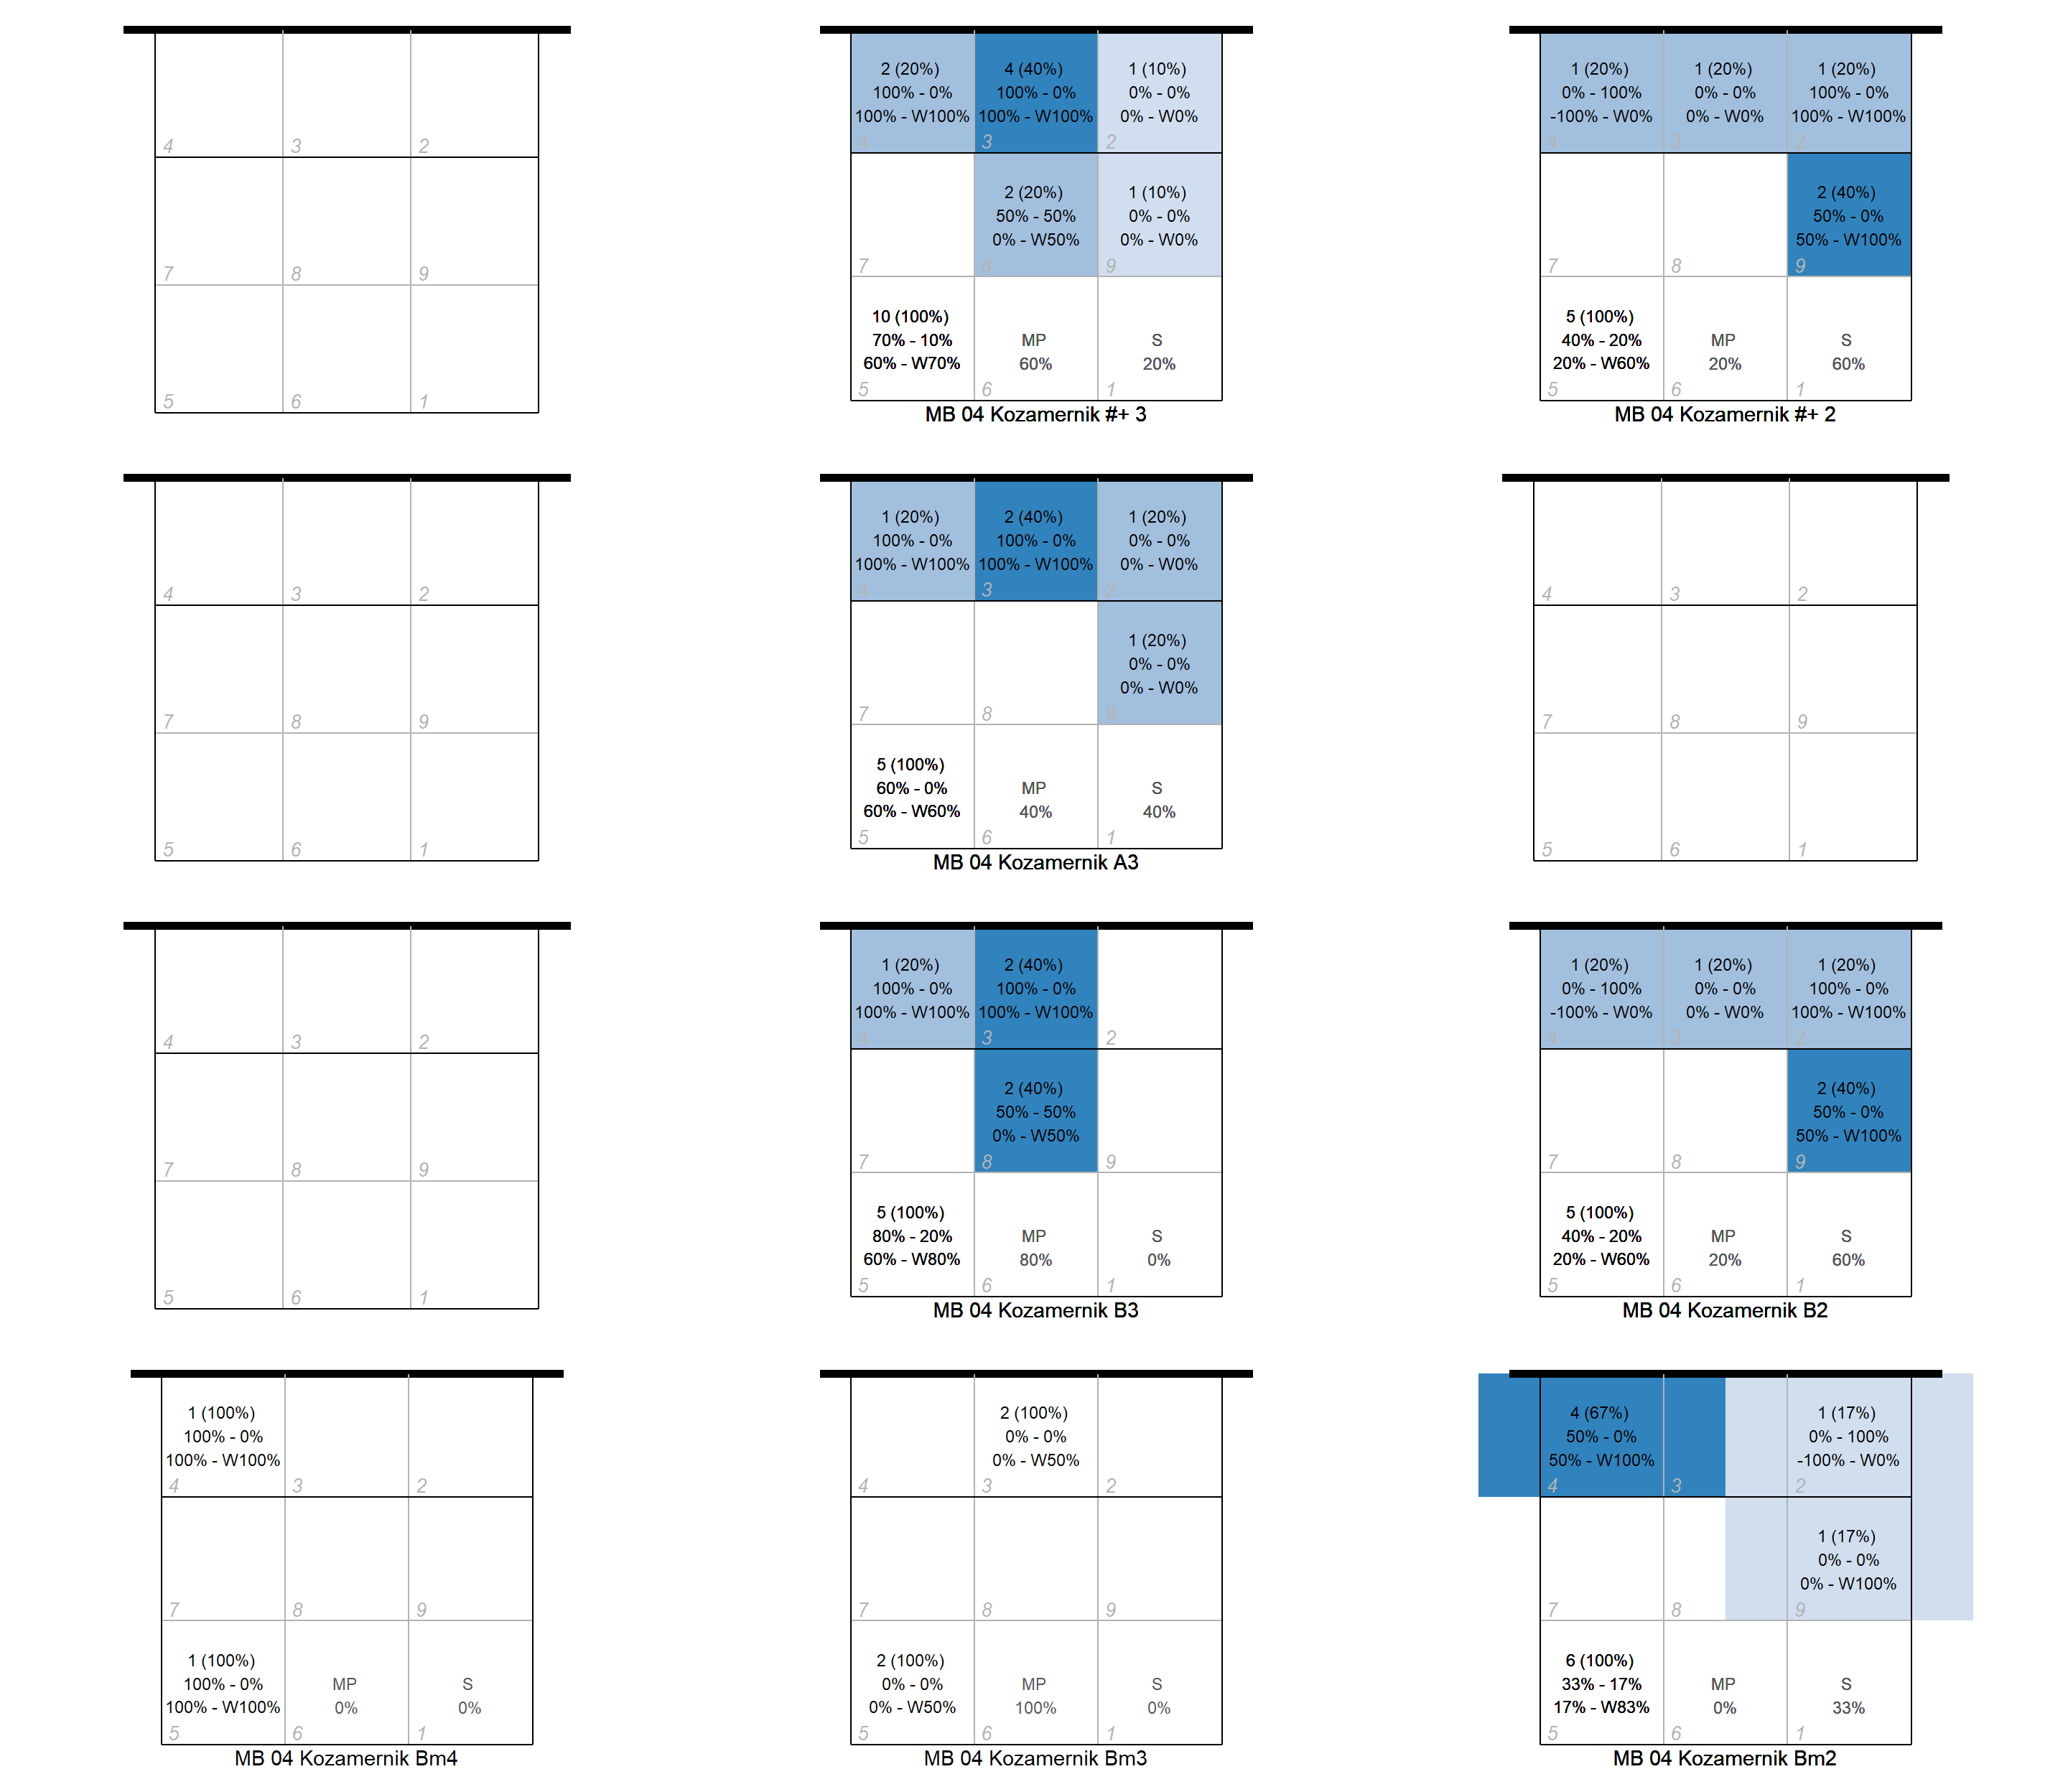 4
3
2
7
8
9
5
6
1
2 (20%)
100% - 0%
100% - W100%
4
4 (40%)
100% - 0%
100% - W100%
3
1 (10%)
0% - 0%
0% - W0%
2
7
2 (20%)
50% - 50%
0% - W50%
8
1 (10%)
0% - 0%
0% - W0%
9
10 (100%)
70% - 10%
60% - W70%
5
MP
60%
6
S
20%
1
MB 04 Kozamernik #+ 3
1 (20%)
0% - 100%
-100% - W0%
4
1 (20%)
0% - 0%
0% - W0%
3
1 (20%)
100% - 0%
100% - W100%
2
7
8
2 (40%)
50% - 0%
50% - W100%
9
5 (100%)
40% - 20%
20% - W60%
5
MP
20%
6
S
60%
1
MB 04 Kozamernik #+ 2
4
3
2
7
8
9
5
6
1
1 (20%)
100% - 0%
100% - W100%
4
2 (40%)
100% - 0%
100% - W100%
3
1 (20%)
0% - 0%
0% - W0%
2
7
8
1 (20%)
0% - 0%
0% - W0%
9
5 (100%)
60% - 0%
60% - W60%
5
MP
40%
6
S
40%
1
MB 04 Kozamernik A3
4
3
2
7
8
9
5
6
1
4
3
2
7
8
9
5
6
1
1 (20%)
100% - 0%
100% - W100%
4
2 (40%)
100% - 0%
100% - W100%
3
2
7
2 (40%)
50% - 50%
0% - W50%
8
9
5 (100%)
80% - 20%
60% - W80%
5
MP
80%
6
S
0%
1
MB 04 Kozamernik B3
1 (20%)
0% - 100%
-100% - W0%
4
1 (20%)
0% - 0%
0% - W0%
3
1 (20%)
100% - 0%
100% - W100%
2
7
8
2 (40%)
50% - 0%
50% - W100%
9
5 (100%)
40% - 20%
20% - W60%
5
MP
20%
6
S
60%
1
MB 04 Kozamernik B2
1 (100%)
100% - 0%
100% - W100%
4
3
2
7
8
9
1 (100%)
100% - 0%
100% - W100%
5
MP
0%
6
S
0%
1
MB 04 Kozamernik Bm4
4
2 (100%)
0% - 0%
0% - W50%
3
2
7
8
9
2 (100%)
0% - 0%
0% - W50%
5
MP
100%
6
S
0%
1
MB 04 Kozamernik Bm3
4 (67%)
50% - 0%
50% - W100%
4
3
1 (17%)
0% - 100%
-100% - W0%
2
7
8
1 (17%)
0% - 0%
0% - W100%
9
6 (100%)
33% - 17%
17% - W83%
5
MP
0%
6
S
33%
1
MB 04 Kozamernik Bm2